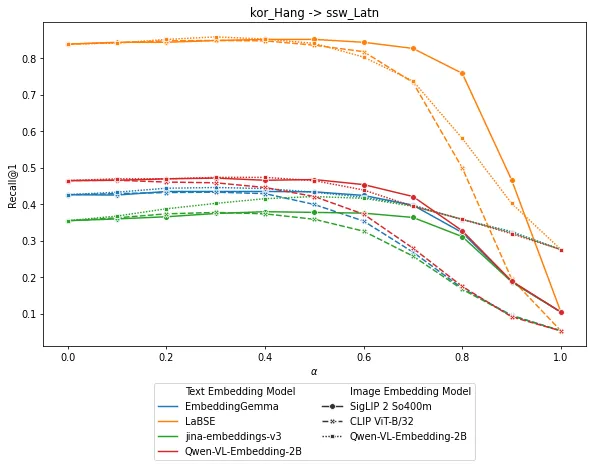 kor_Hang -> ssw_Latn
Recall@1
0.8
0.7
0.6
0.5
0.4
0.3
0.2
0.1
0.0 0.2 0.4 0.6 0.8 1.0
α
Text Embedding Model
EmbeddingGemma
LaBSE
jina-embeddings-v3
Qwen-VL-Embedding-2B
Image Embedding Model
SigLIP 2 So400m
CLIP ViT-B/32
Qwen-VL-Embedding-2B